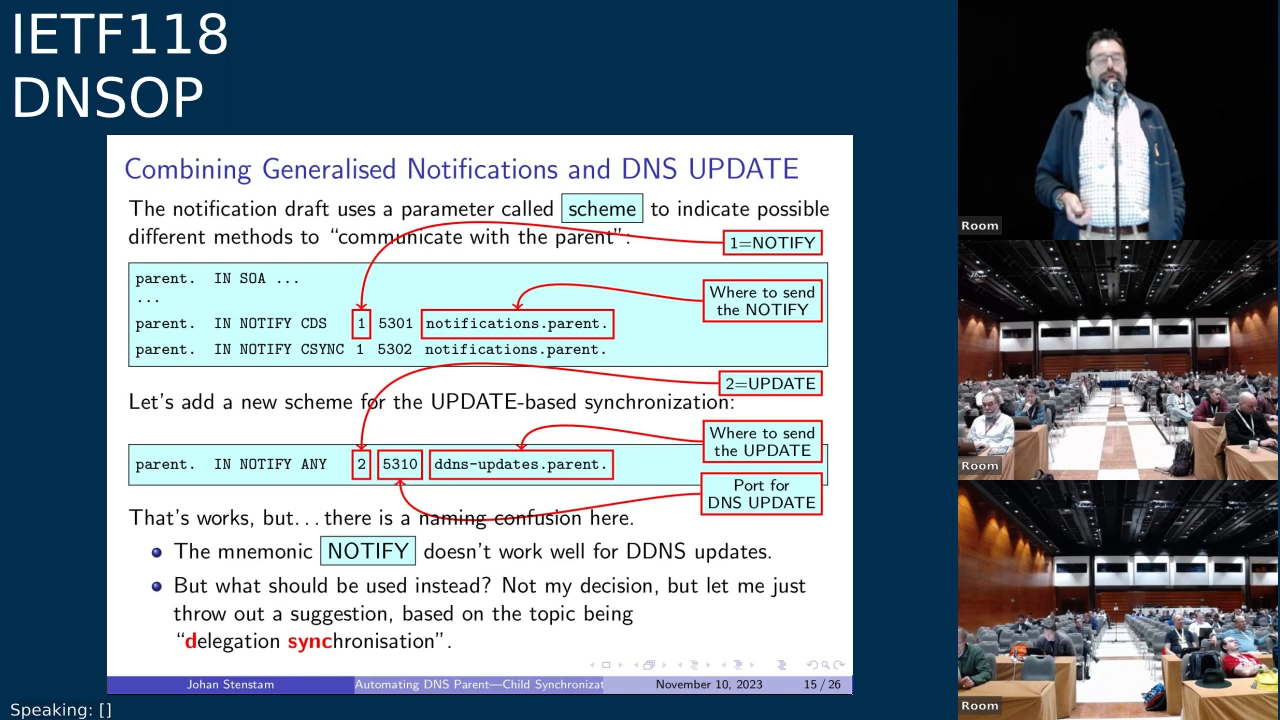 IETF118
DNSOP
Combining Generalised Notifications and DNS UPDATE
The notification draft uses a parameter called scheme to indicate possible
different methods to “communicate with the parent”:
1=NOTIFY
parent. IN SOA ...
...
Where to send
the NOTIFY
parent. IN NOTIFY CDS 1 5301 notifications.parent.
parent. IN NOTIFY CSYNC 1 5302 notifications.parent.
2=UPDATE
Let's add a new scheme for the UPDATE-based synchronization:
Where to send
the UPDATE
parent. IN NOTIFY ANY 2 5310 ddns-updates.parent.
Port for
DNS UPDATE
That's works, but... there is a naming confusion here.
The mnemonic NOTIFY doesn't work well for DDNS updates.
But what should be used instead? Not my decision, but let me just
throw out a suggestion, based on the topic being
“delegation synchronisation”.
Johan Stenstam Automating DNS Parent—Child Synchronizat November 10, 2023 15 / 26
Speaking: []
Room
Room
Room